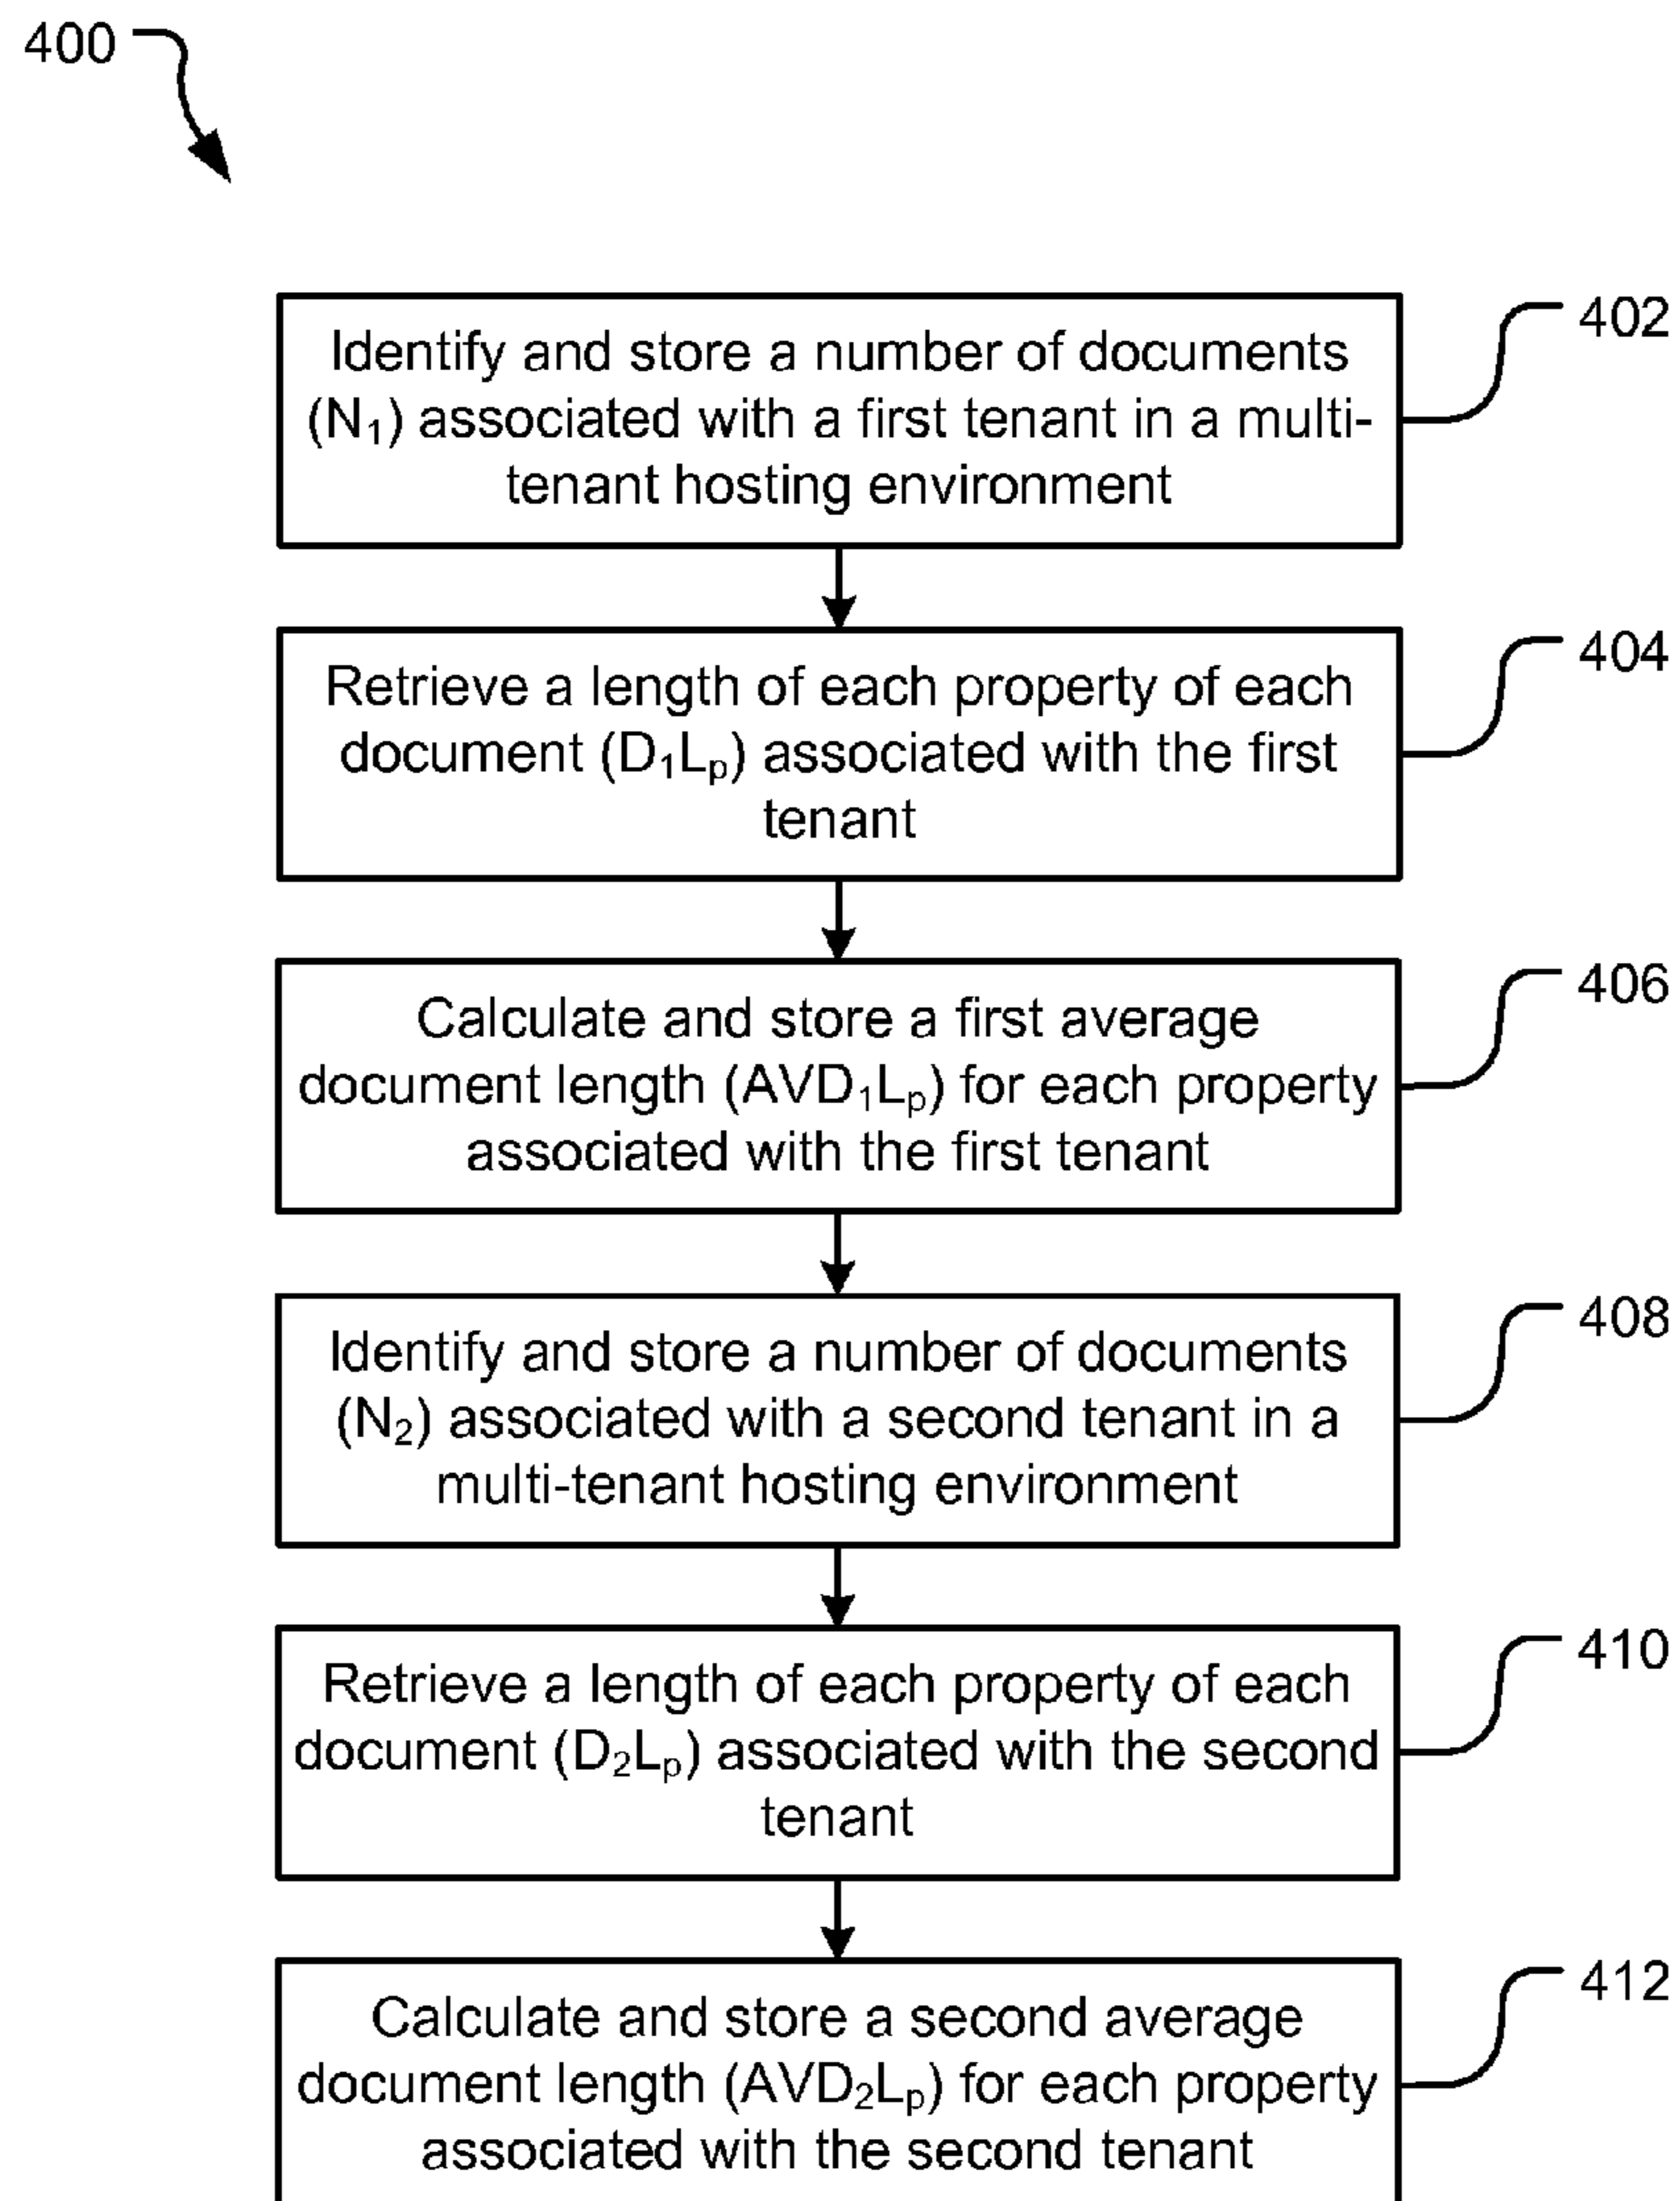 400
Identify and store a number of documents
(N₁) associated with a first tenant in a multi-
tenant hosting environment
402
Retrieve a length of each property of each
document (D₁Lₚ) associated with the first
tenant
404
Calculate and store a first average
document length (AVD₁Lₚ) for each property
associated with the first tenant
406
Identify and store a number of documents
(N₂) associated with a second tenant in a
multi-tenant hosting environment
408
Retrieve a length of each property of each
document (D₂Lₚ) associated with the second
tenant
410
Calculate and store a second average
document length (AVD₂Lₚ) for each property
associated with the second tenant
412